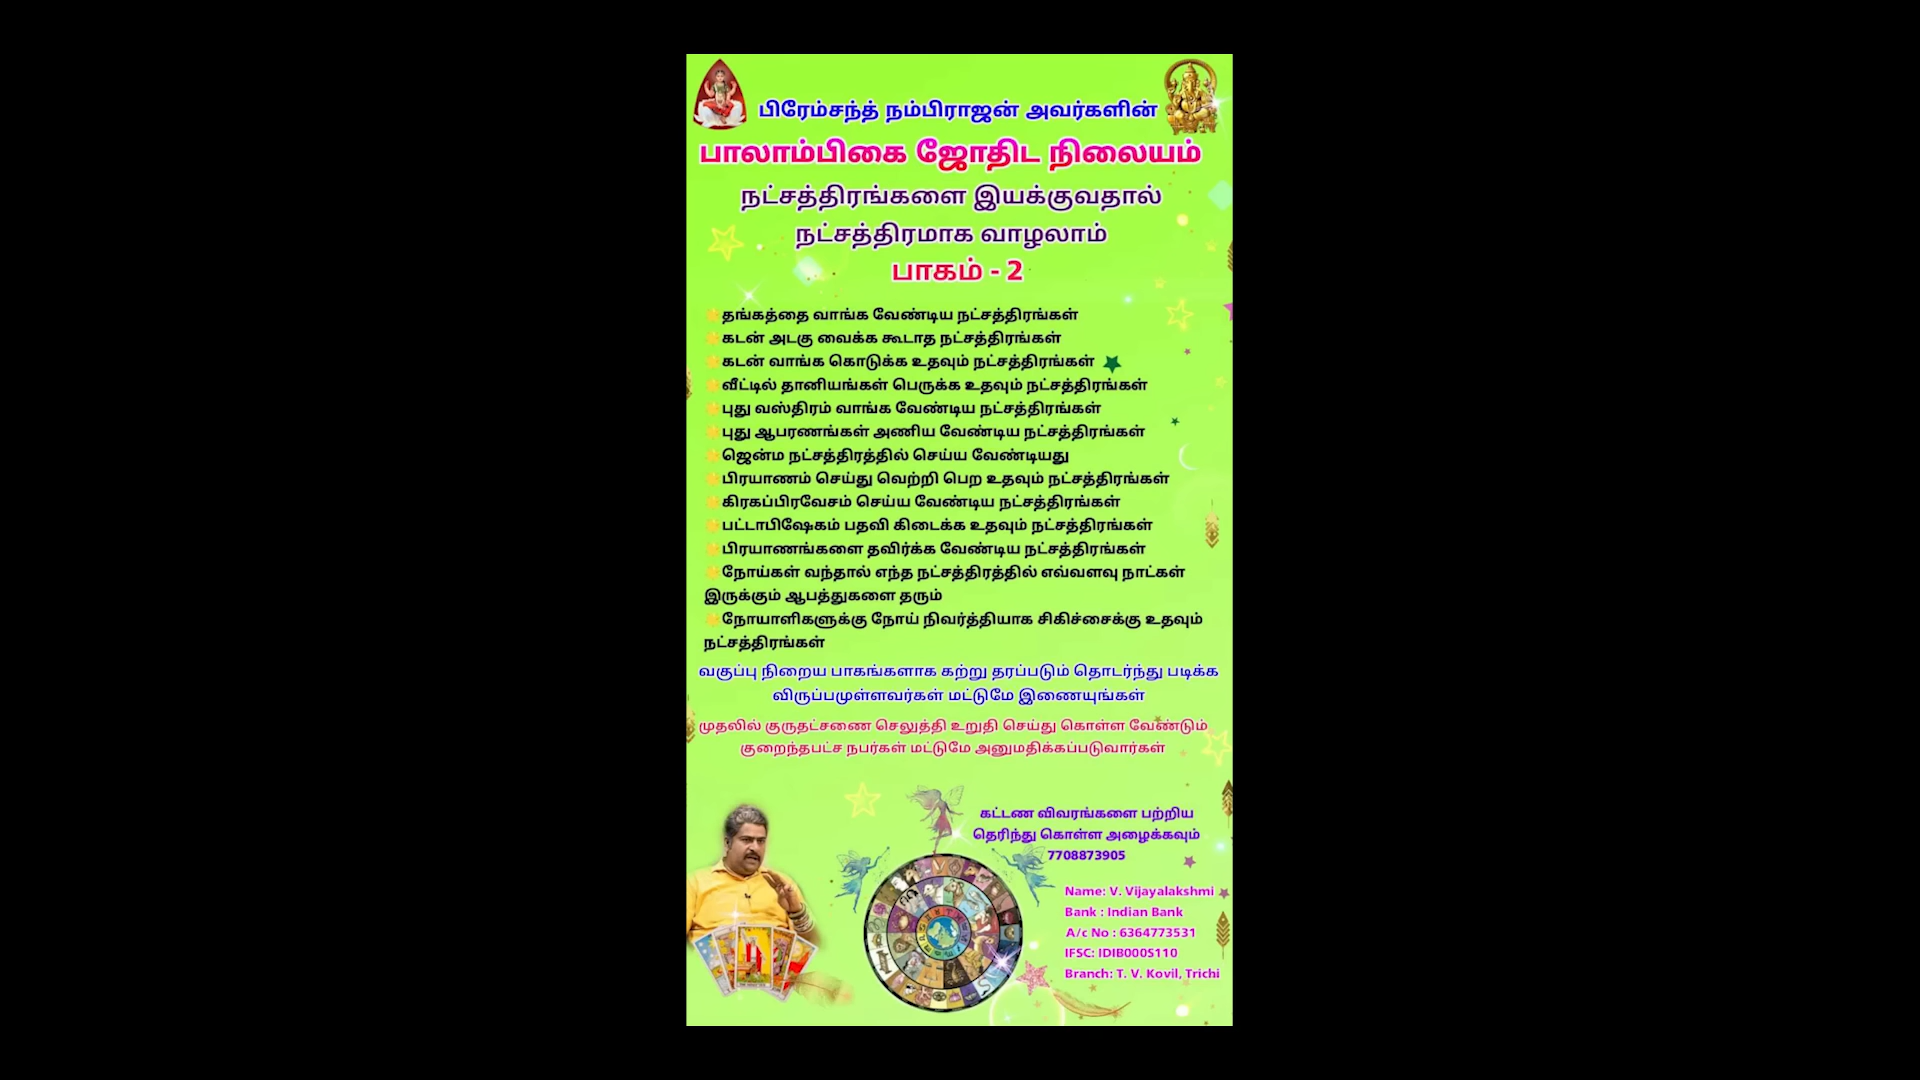 பிரேம்சந்த் நம்பிராஜன் அவர்களின்
பாலாம்பிகை ஜோதிட நிலையம்
நட்சத்திரங்களை இயக்குவதால்
நட்சத்திரமாக வாழலாம்
பாகம் - 2
தங்கத்தை வாங்க வேண்டிய நட்சத்திரங்கள்
கடன் அடகு வைக்க கூடாத நட்சத்திரங்கள்
கடன் வாங்க கொடுக்க உதவும் நட்சத்திரங்கள்
வீட்டில் தானியங்கள் பெருக்க உதவும் நட்சத்திரங்கள்
புது வஸ்திரம் வாங்க வேண்டிய நட்சத்திரங்கள்
புது ஆபரணங்கள் அணிய வேண்டிய நட்சத்திரங்கள்
ஜென்ம நட்சத்திரத்தில் செய்ய வேண்டியது
பிரயாணம் செய்து வெற்றி பெற உதவும் நட்சத்திரங்கள்
கிரகப்பிரவேசம் செய்ய வேண்டிய நட்சத்திரங்கள்
பட்டாபிஷேகம் பதவி கிடைக்க உதவும் நட்சத்திரங்கள்
பிரயாணங்களை தவிர்க்க வேண்டிய நட்சத்திரங்கள்
நோய்கள் வந்தால் எந்த நட்சத்திரத்தில் எவ்வளவு நாட்கள்
இருக்கும் ஆபத்துகளை தரும்
நோயாளிகளுக்கு நோய் நிவர்த்தியாக சிகிச்சைக்கு உதவும்
நட்சத்திரங்கள்
வகுப்பு நிறைய பாகங்களாக கற்று தரப்படும் தொடர்ந்து படிக்க
விருப்பமுள்ளவர்கள் மட்டுமே இணையுங்கள்
முதலில் குருதட்சணை செலுத்தி உறுதி செய்து கொள்ள வேண்டும்
குறைந்தபட்ச நபர்கள் மட்டுமே அனுமதிக்கப்படுவார்கள்
கட்டண விவரங்களை பற்றிய
தெரிந்து கொள்ள அழைக்கவும்
7708873905
Name: V. Vijayalakshmi
Bank : Indian Bank
A/c No : 6364773531
IFSC: IDIB000S110
Branch: T. V. Kovil, Trichi